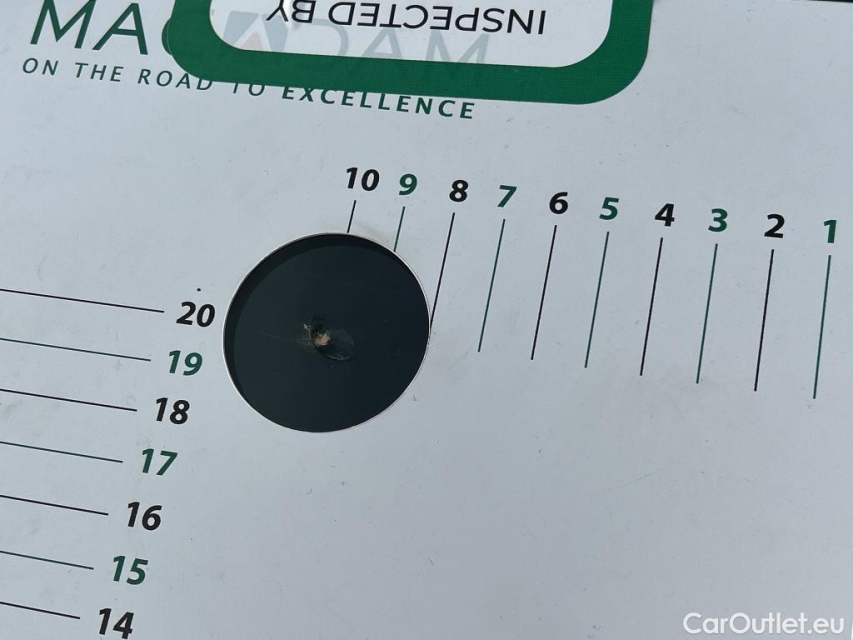 INSPECTED BY
MACADAM
ON THE ROAD TO EXCELLENCE
10 9 8 7 6 5 4 3 2 1
20
19
18
17
16
15
14
CarOutlet.eu